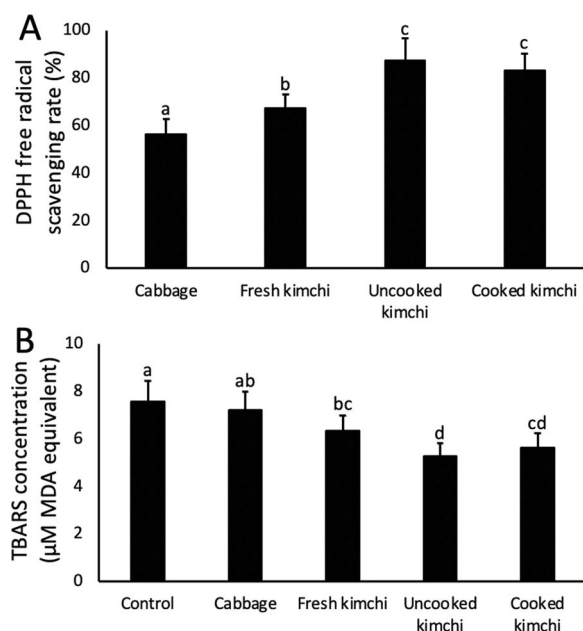 A
DPPH free radical
scavenging rate (%)
100
80
60
40
20
0
a
b
c
c
Cabbage
Fresh kimchi
Uncooked
kimchi
Cooked kimchi
B
TBARS concentration
(μM MDA equivalent)
10
8
6
4
2
0
a
ab
bc
d
cd
Control
Cabbage
Fresh kimchi
Uncooked
kimchi
Cooked
kimchi